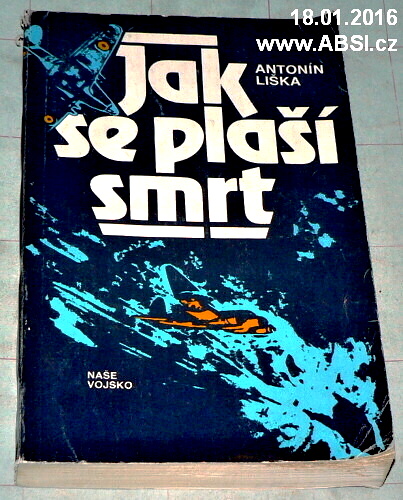 18.01.2016
www.ABSI.cz
Jak
ANTONÍN
LIŠKA
se plaší
smrt
NAŠE
VOJSKO